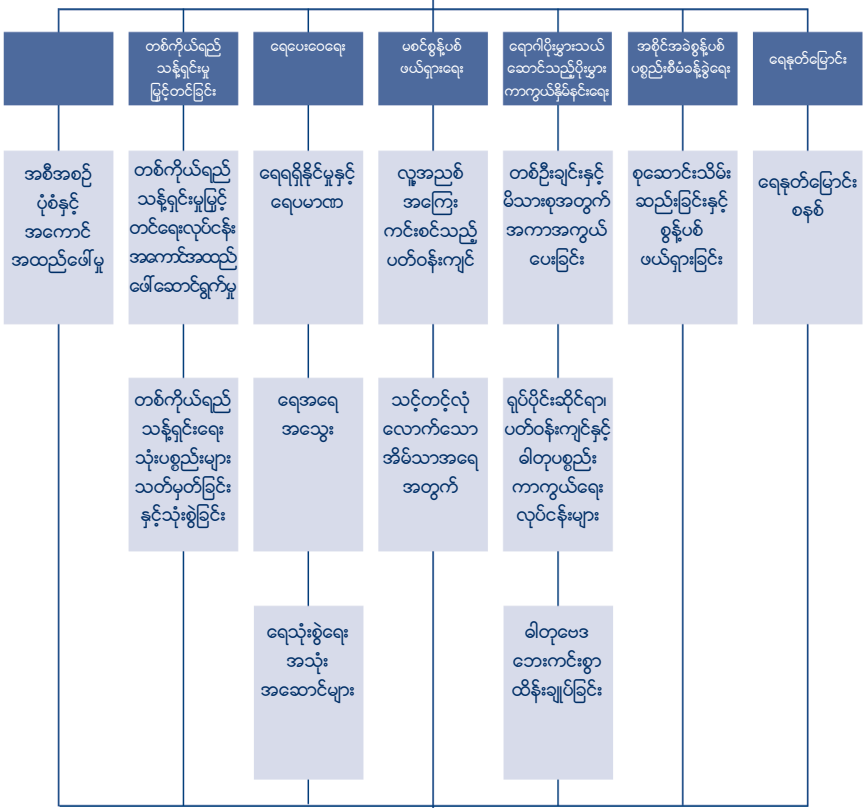 တစ်ကိုယ်ရည်
သန့်ရှင်းမှု
မြှင့်တင်ခြင်း
ရေပေးဝေရေး
မစင်စွန့်ပစ်
ဖယ်ရှားရေး
ရောဂါပိုးမွှားသယ်
ဆောင်သည့်ပိုးမွှား
ကာကွယ်နှိမ်နင်းရေး
အစိုင်အခဲစွန့်ပစ်
ပစ္စည်းစီမံခန့်ခွဲရေး
ရေနုတ်မြောင်း
အစီအစဉ်
ပုံစံနှင့်
အကောင်
အထည်ဖေါ်မှု
တစ်ကိုယ်ရည်
သန့်ရှင်းမှုမြှင့်
တင်ရေးလုပ်ငန်း
အကောင်အထည်
ဖေါ်ဆောင်ရွက်မှု
ရေရရှိနိုင်မှုနှင့်
ရေပမာဏ
လူ့အညစ်
အကြေး
ကင်းစင်သည့်
ပတ်ဝန်းကျင်
တစ်ဦးချင်းနှင့်
မိသားစုအတွက်
အကာအကွယ်
ပေးခြင်း
စုဆောင်းသိမ်း
ဆည်းခြင်းနှင့်
စွန့်ပစ်
ဖယ်ရှားခြင်း
ရေနုတ်မြောင်း
စနစ်
တစ်ကိုယ်ရည်
သန့်ရှင်းရေး
သုံးပစ္စည်းများ
သတ်မှတ်ခြင်း
နှင့်သုံးစွဲခြင်း
ရေအရေ
အသွေး
သင့်တင့်လုံ
လောက်သော
အိမ်သာအရေ
အတွက်
ရုပ်ပိုင်းဆိုင်ရာ၊
ပတ်ဝန်းကျင်နှင့်
ဓါတုပစ္စည်း
ကာကွယ်ရေး
လုပ်ငန်းများ
ရေသုံးစွဲရေး
အသုံး
အဆောင်များ
ဓါတုဗေဒ
ဘေးကင်းစွာ
ထိန်းချုပ်ခြင်း